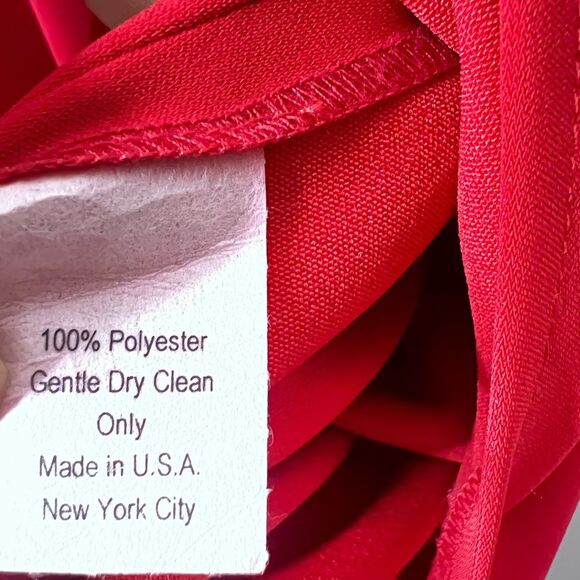 100% Polyester
Gentle Dry Clean
Only
Made in U.S.A.
New York City